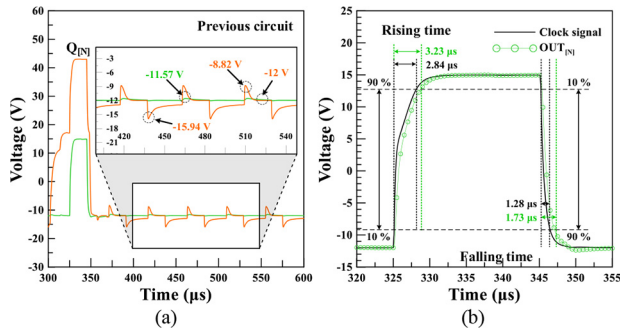 (a)
Previous circuit
Q[N]
-11.57 V
-8.82 V
-12 V
-15.94 V
-3
-6
-9
-12
-15
-18
-21
420
450
480
510
540
60
50
40
30
20
10
0
-10
-20
-30
300
350
400
450
500
550
600
Voltage (V)
Time (μs)
(a)
(b)
Rising time
Clock signal
OUT[N]
3.23 μs
2.84 μs
90 %
10 %
1.28 μs
1.73 μs
10 %
90 %
Falling time
25
20
15
10
5
0
-5
-10
-15
320
325
330
335
340
345
350
355
Voltage (V)
Time (μs)
(b)